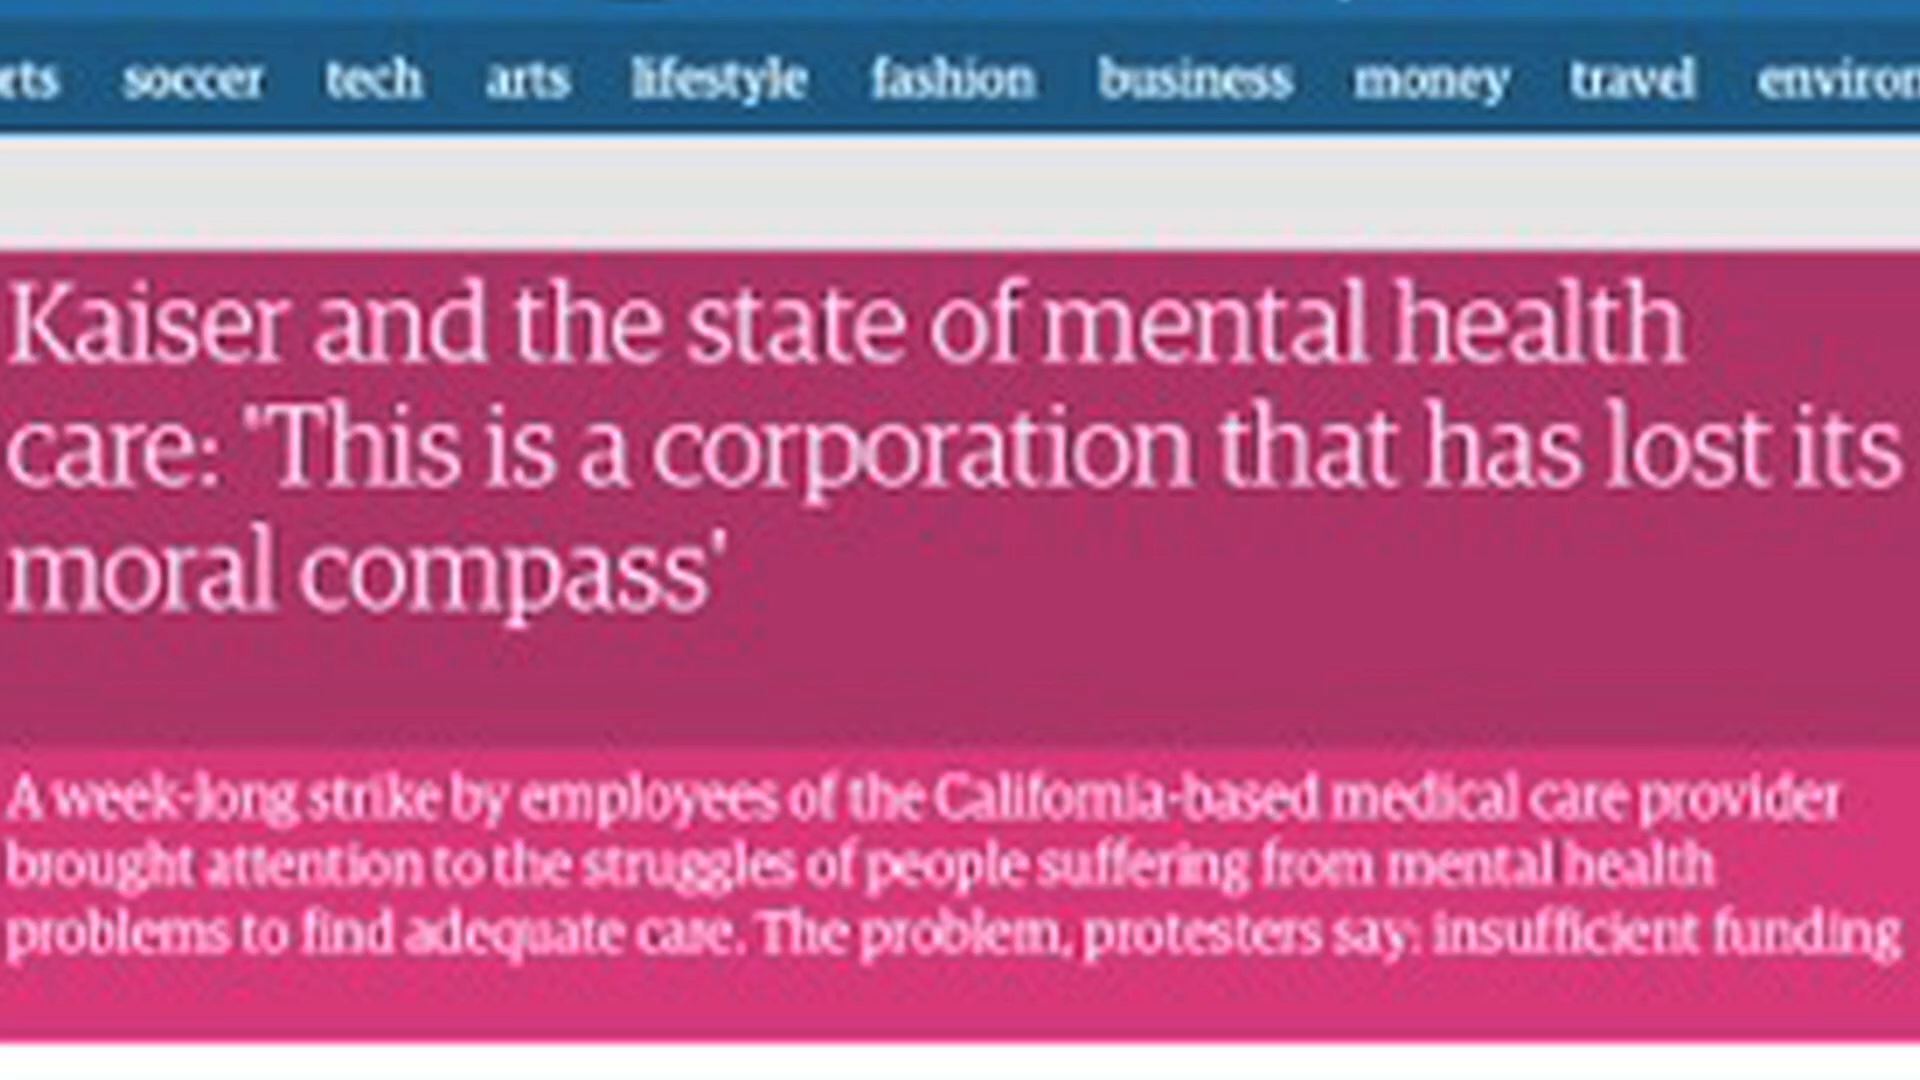 rts soccer tech arts lifestyle fashion business money travel environ
Kaiser and the state of mental health
care: 'This is a corporation that has lost its
moral compass'
A week-long strike by employees of the California-based medical care provider
brought attention to the struggles of people suffering from mental health
problems to find adequate care. The problem, protesters say: insufficient funding